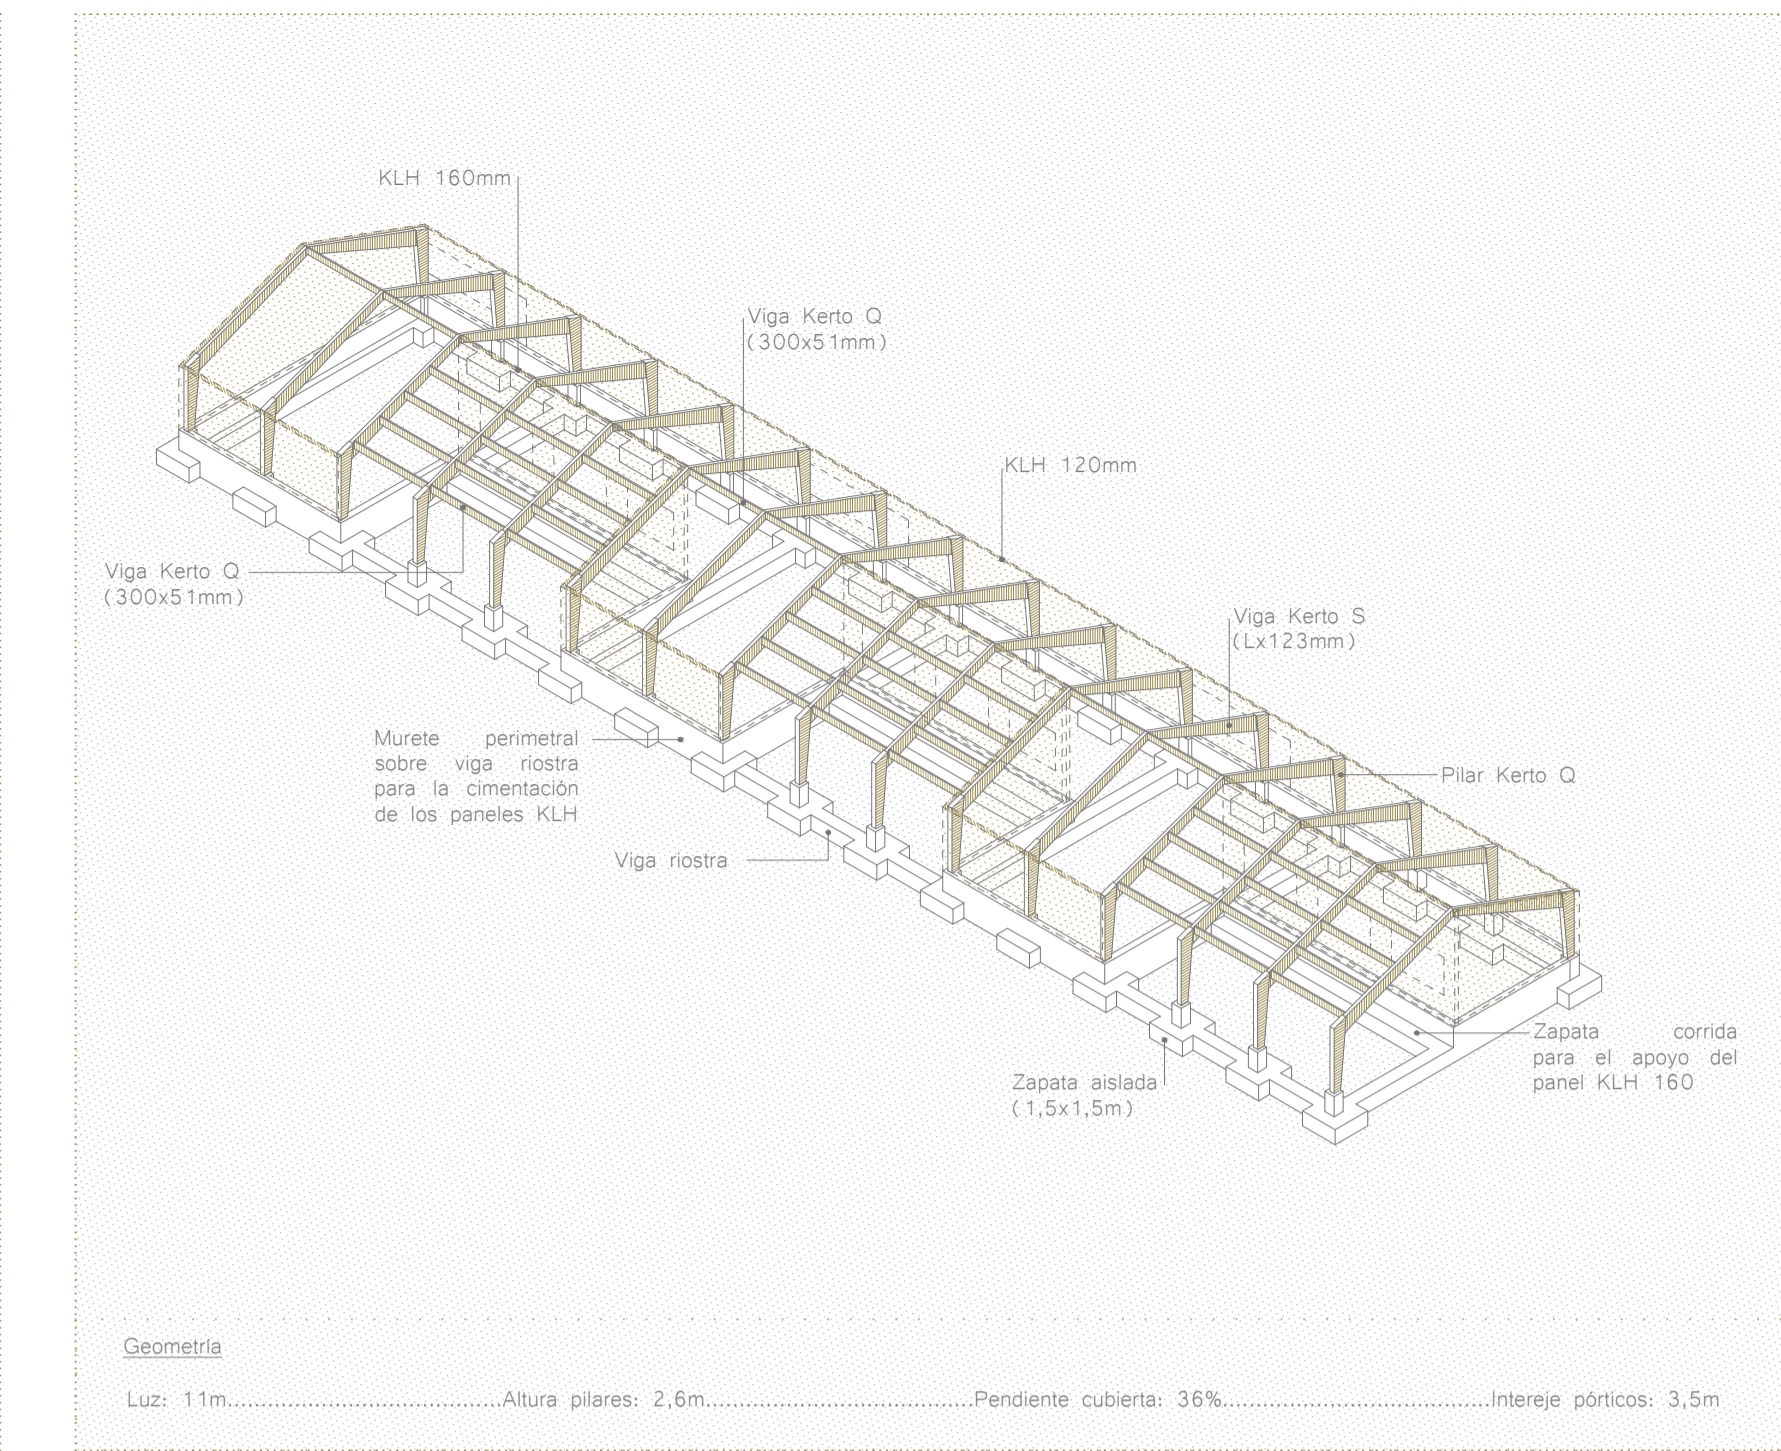 KLH 160mm
Viga Kerto Q
(300x51mm)
KLH 120mm
Viga Kerto Q
(300x51mm)
Viga Kerto S
(Lx123mm)
Murete perimetral
sobre viga riostra
para la cimentación
de los paneles KLH
Pilar Kerto Q
Viga riostra
Zapata corrida
para el apoyo del
panel KLH 160
Zapata aislada
(1,5x1,5m)
Geometría
Luz: 11m.........................................Altura pilares: 2,6m........................................Pendiente cubierta: 36%........................................Intereje pórticos: 3,5m